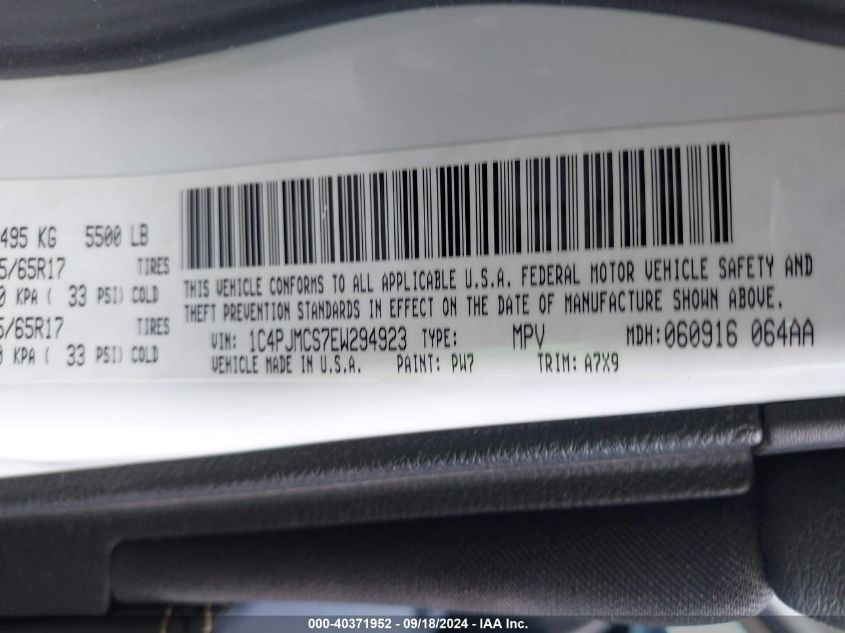 495 KG 5500 LB
5/65R17 TIRES
0 KPA ( 33 PSI) COLD
5/65R17 TIRES
0 KPA ( 33 PSI) COLD
THIS VEHICLE CONFORMS TO ALL APPLICABLE U.S.A. FEDERAL MOTOR VEHICLE SAFETY AND
THEFT PREVENTION STANDARDS IN EFFECT ON THE DATE OF MANUFACTURE SHOWN ABOVE.
VIN: 1C4PJMCS7EW294923 TYPE: MPV MDH:060916 064AA
VEHICLE MADE IN U.S.A. PAINT: PW7 TRIM: A7X9
000-40371952 - 09/18/2024 - IAA Inc.